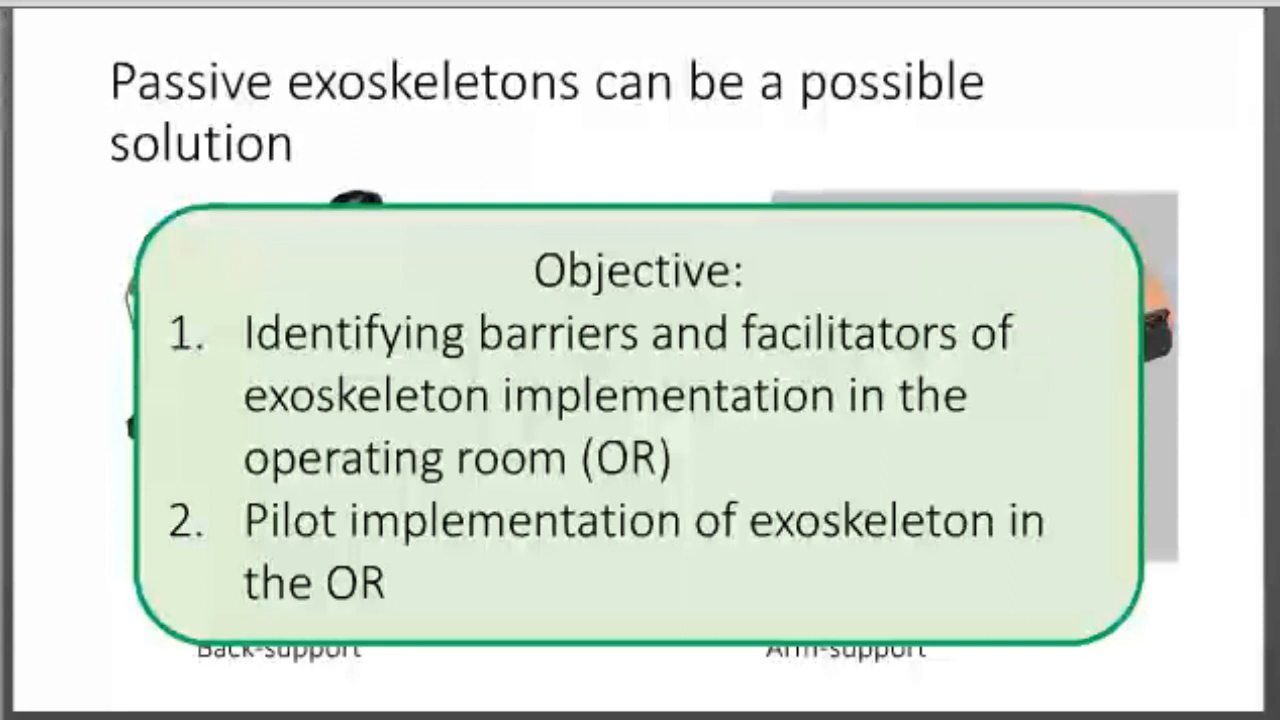 Passive exoskeletons can be a possible
solution
Objective:
1. Identifying barriers and facilitators of
exoskeleton implementation in the
operating room (OR)
2. Pilot implementation of exoskeleton in
the OR
Back-support
Arm-support